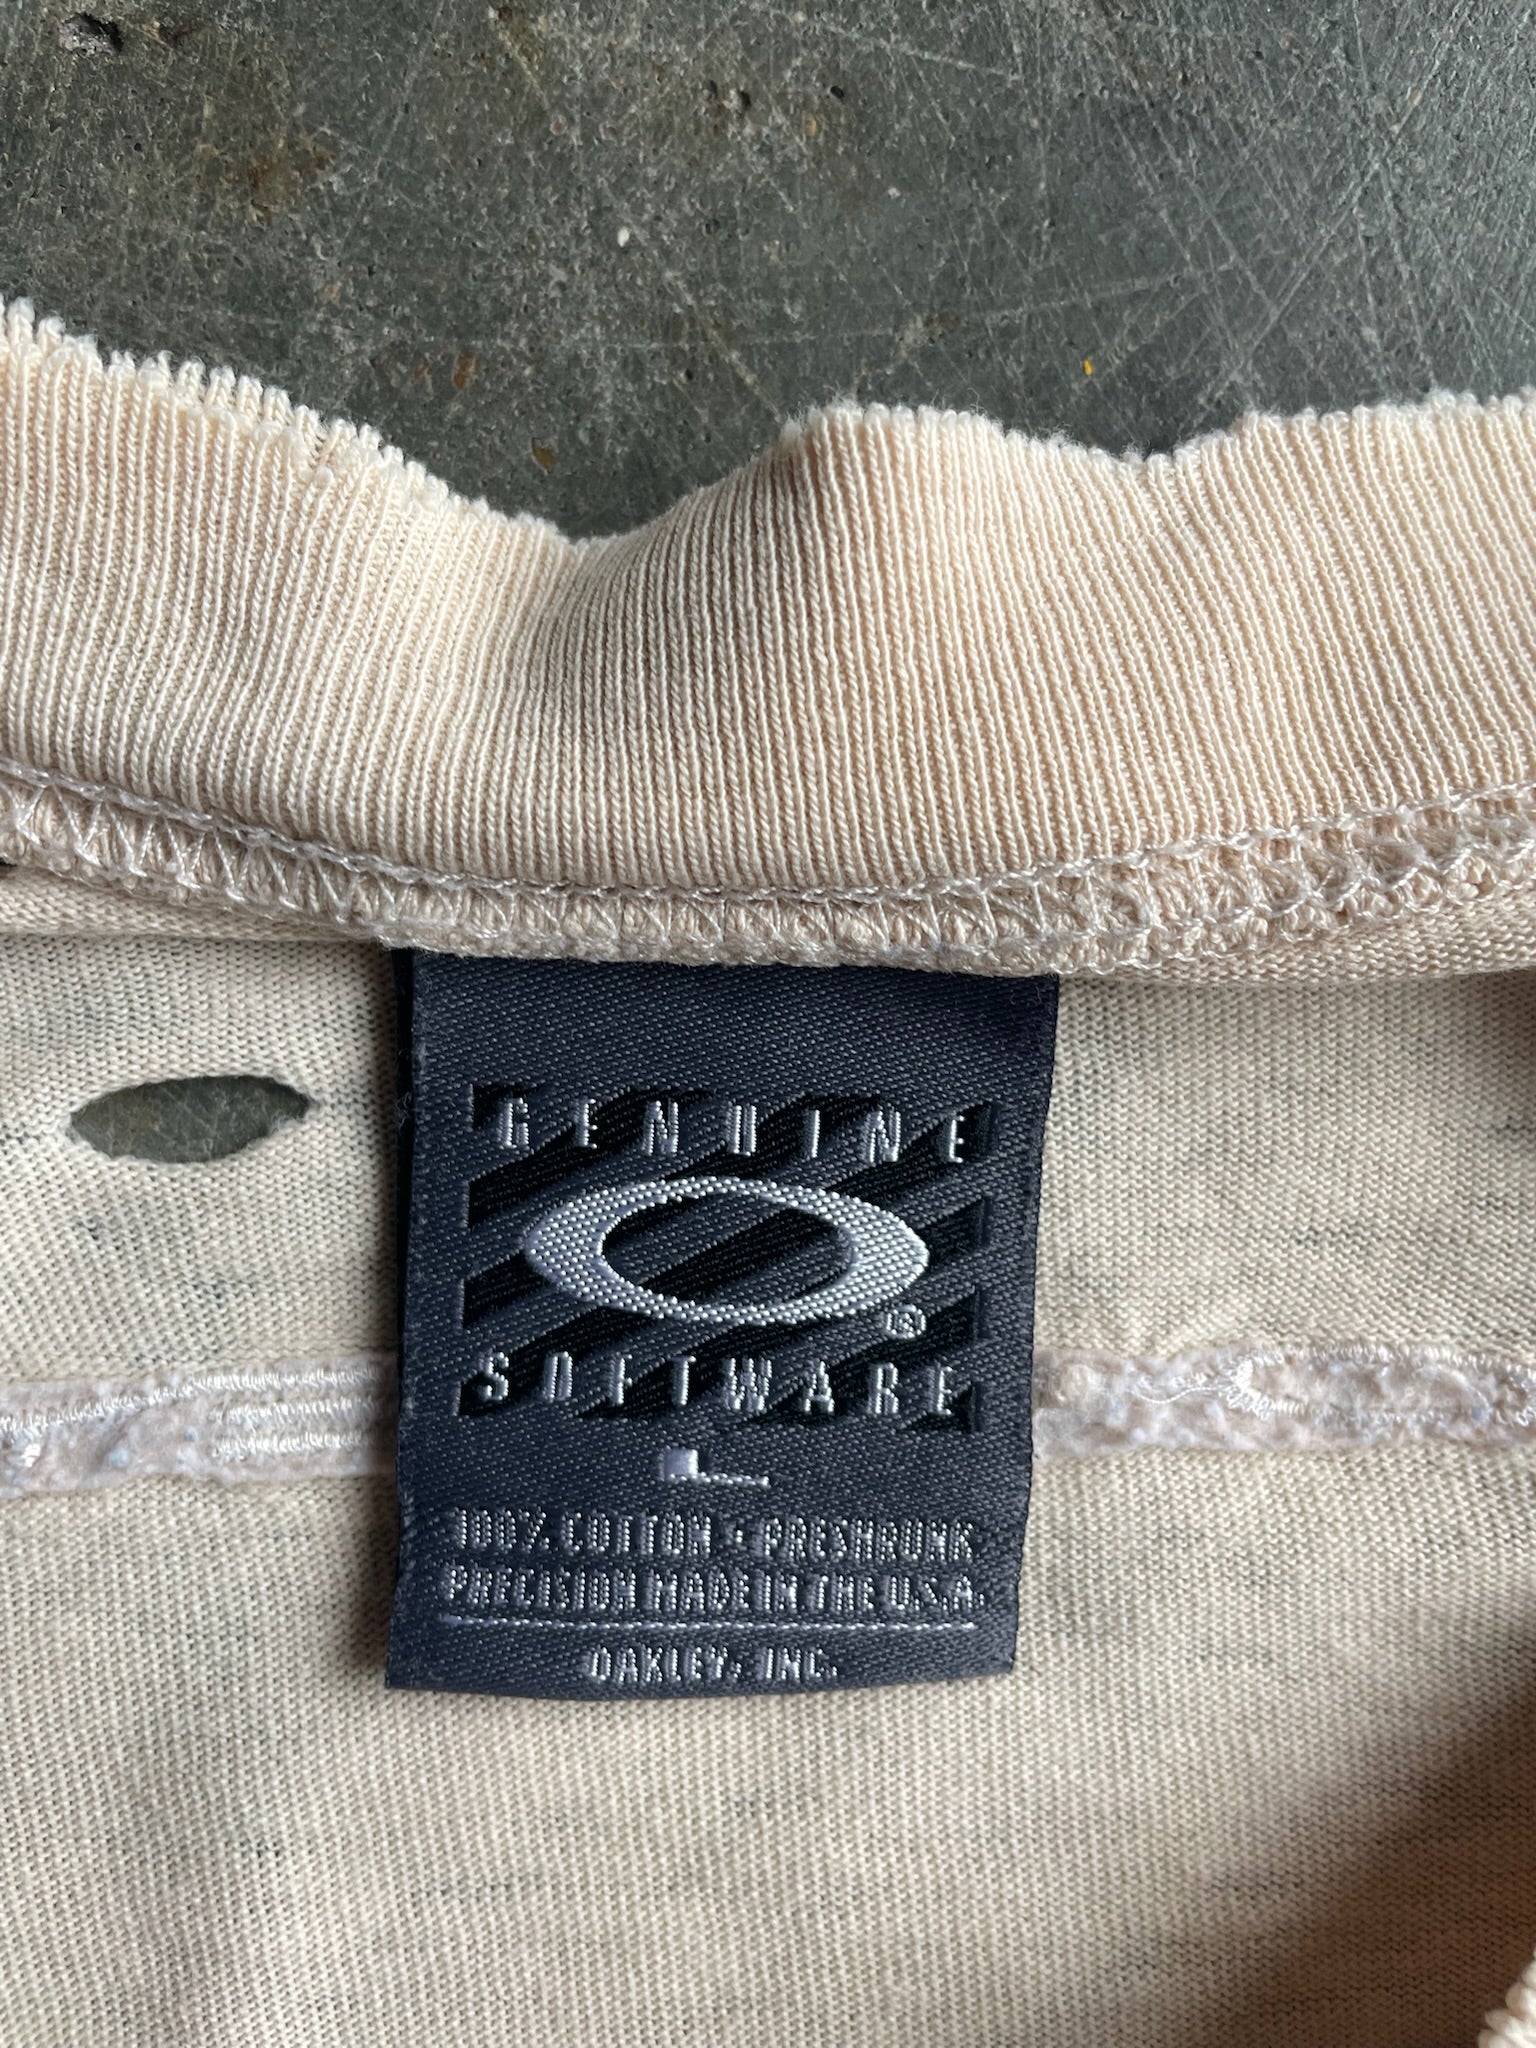 GENUINE
®
SOFTWARE
L
100% COTTON • PRESHRUNK
PRECISION MADE IN THE U.S.A.
OAKLEY, INC.